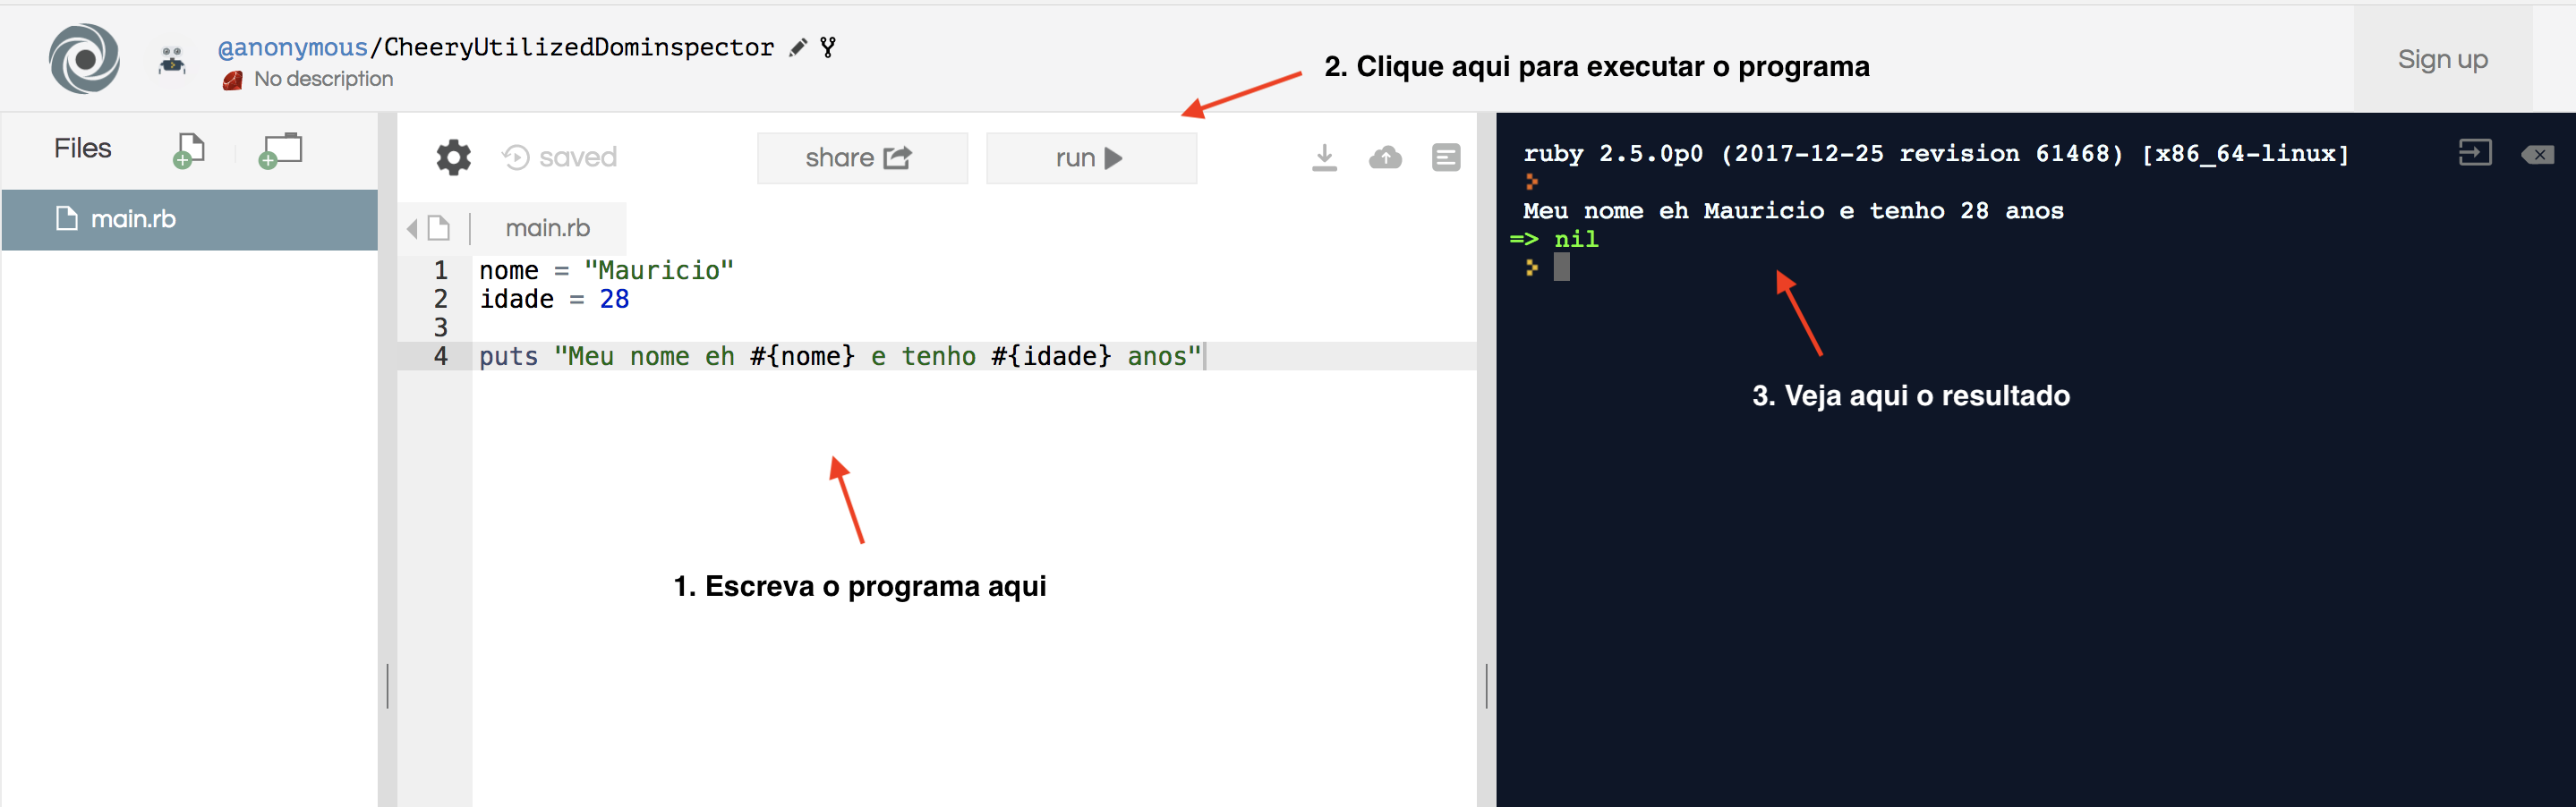 @anonymous/CheeryUtilizedDominspector
No description
2. Clique aqui para executar o programa
Sign up
Files
main.rb
saved
share
run
main.rb
1 nome = "Mauricio"
2 idade = 28
3
4 puts "Meu nome eh #{nome} e tenho #{idade} anos"
1. Escreva o programa aqui
ruby 2.5.0p0 (2017-12-25 revision 61468) [x86_64-linux]
Meu nome eh Mauricio e tenho 28 anos
=> nil
3. Veja aqui o resultado